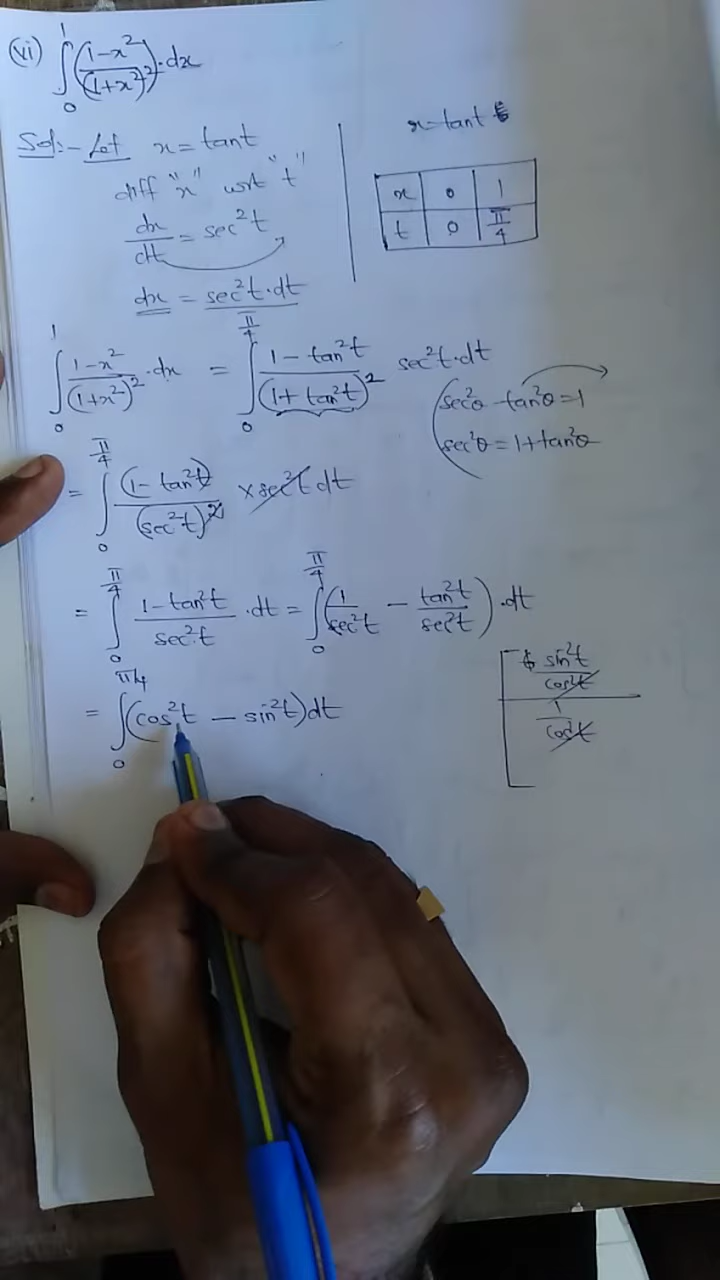 (vi) ∫₀¹ (1-x²)/(1+x²)² · dx
Sol:- Let x = tant
diff "x" wrt "t"
dx/dt = sec²t
dx = sec²t·dt
x=tant
x 0 1
t 0 π/4
∫₀¹ (1-x²)/(1+x²)² · dx = ∫₀^(π/4) (1-tan²t)/(1+tan²t)² sec²t·dt
sec²θ - tan²θ = 1
sec²θ = 1+tan²θ
= ∫₀^(π/4) (1-tan²t)/(sec²t)² × sec²t dt
= ∫₀^(π/4) (1-tan²t)/(sec²t) · dt = ∫₀^(π/4) (1/sec²t - tan²t/sec²t) · dt
sin²t/cos²t
1/cos²t
= ∫₀^(π/4) (cos²t - sin²t) dt